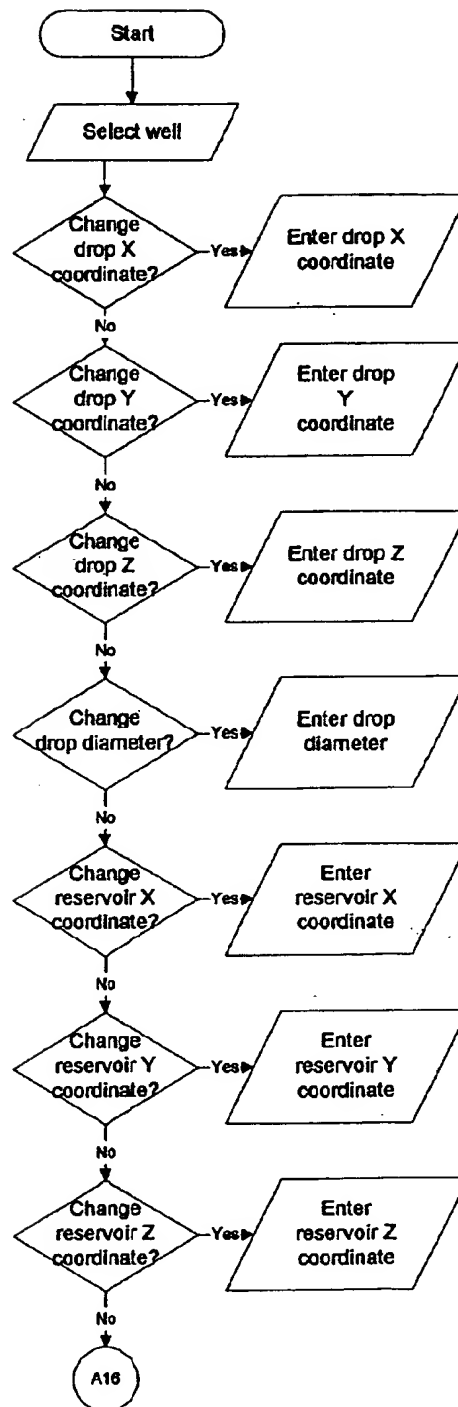 Start
Select well
Change
drop X
coordinate?
Yes
Enter drop X
coordinate
No
Change
drop Y
coordinate?
Yes
Enter drop
Y
coordinate
No
Change
drop Z
coordinate?
Yes
Enter drop Z
coordinate
No
Change
drop diameter?
Yes
Enter drop
diameter
No
Change
reservoir X
coordinate?
Yes
Enter
reservoir X
coordinate
No
Change
reservoir Y
coordinate?
Yes
Enter
reservoir Y
coordinate
No
Change
reservoir Z
coordinate?
Yes
Enter
reservoir Z
coordinate
No
A16